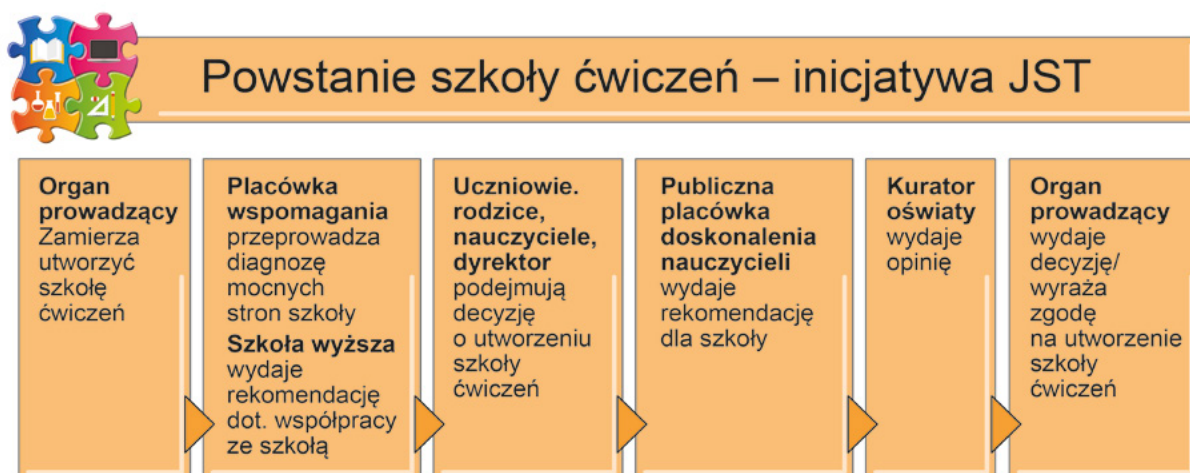 Powstanie szkoły ćwiczeń – inicjatywa JST
Organ
prowadzący
Zamierza
utworzyć
szkołę
ćwiczeń
Placówka
wspomagania
przeprowadza
diagnozę
mocnych
stron szkoły
Szkoła wyższa
wydaje
rekomendację
dot. współpracy
ze szkołą
Uczniowie.
rodzice,
nauczyciele,
dyrektor
podejmują
decyzję
o utworzeniu
szkoły
ćwiczeń
Publiczna
placówka
doskonalenia
nauczycieli
wydaje
rekomendację
dla szkoły
Kurator
oświaty
wydaje
opinię
Organ
prowadzący
wydaje
decyzję/
wyraża
zgodę
na utworzenie
szkoły
ćwiczeń